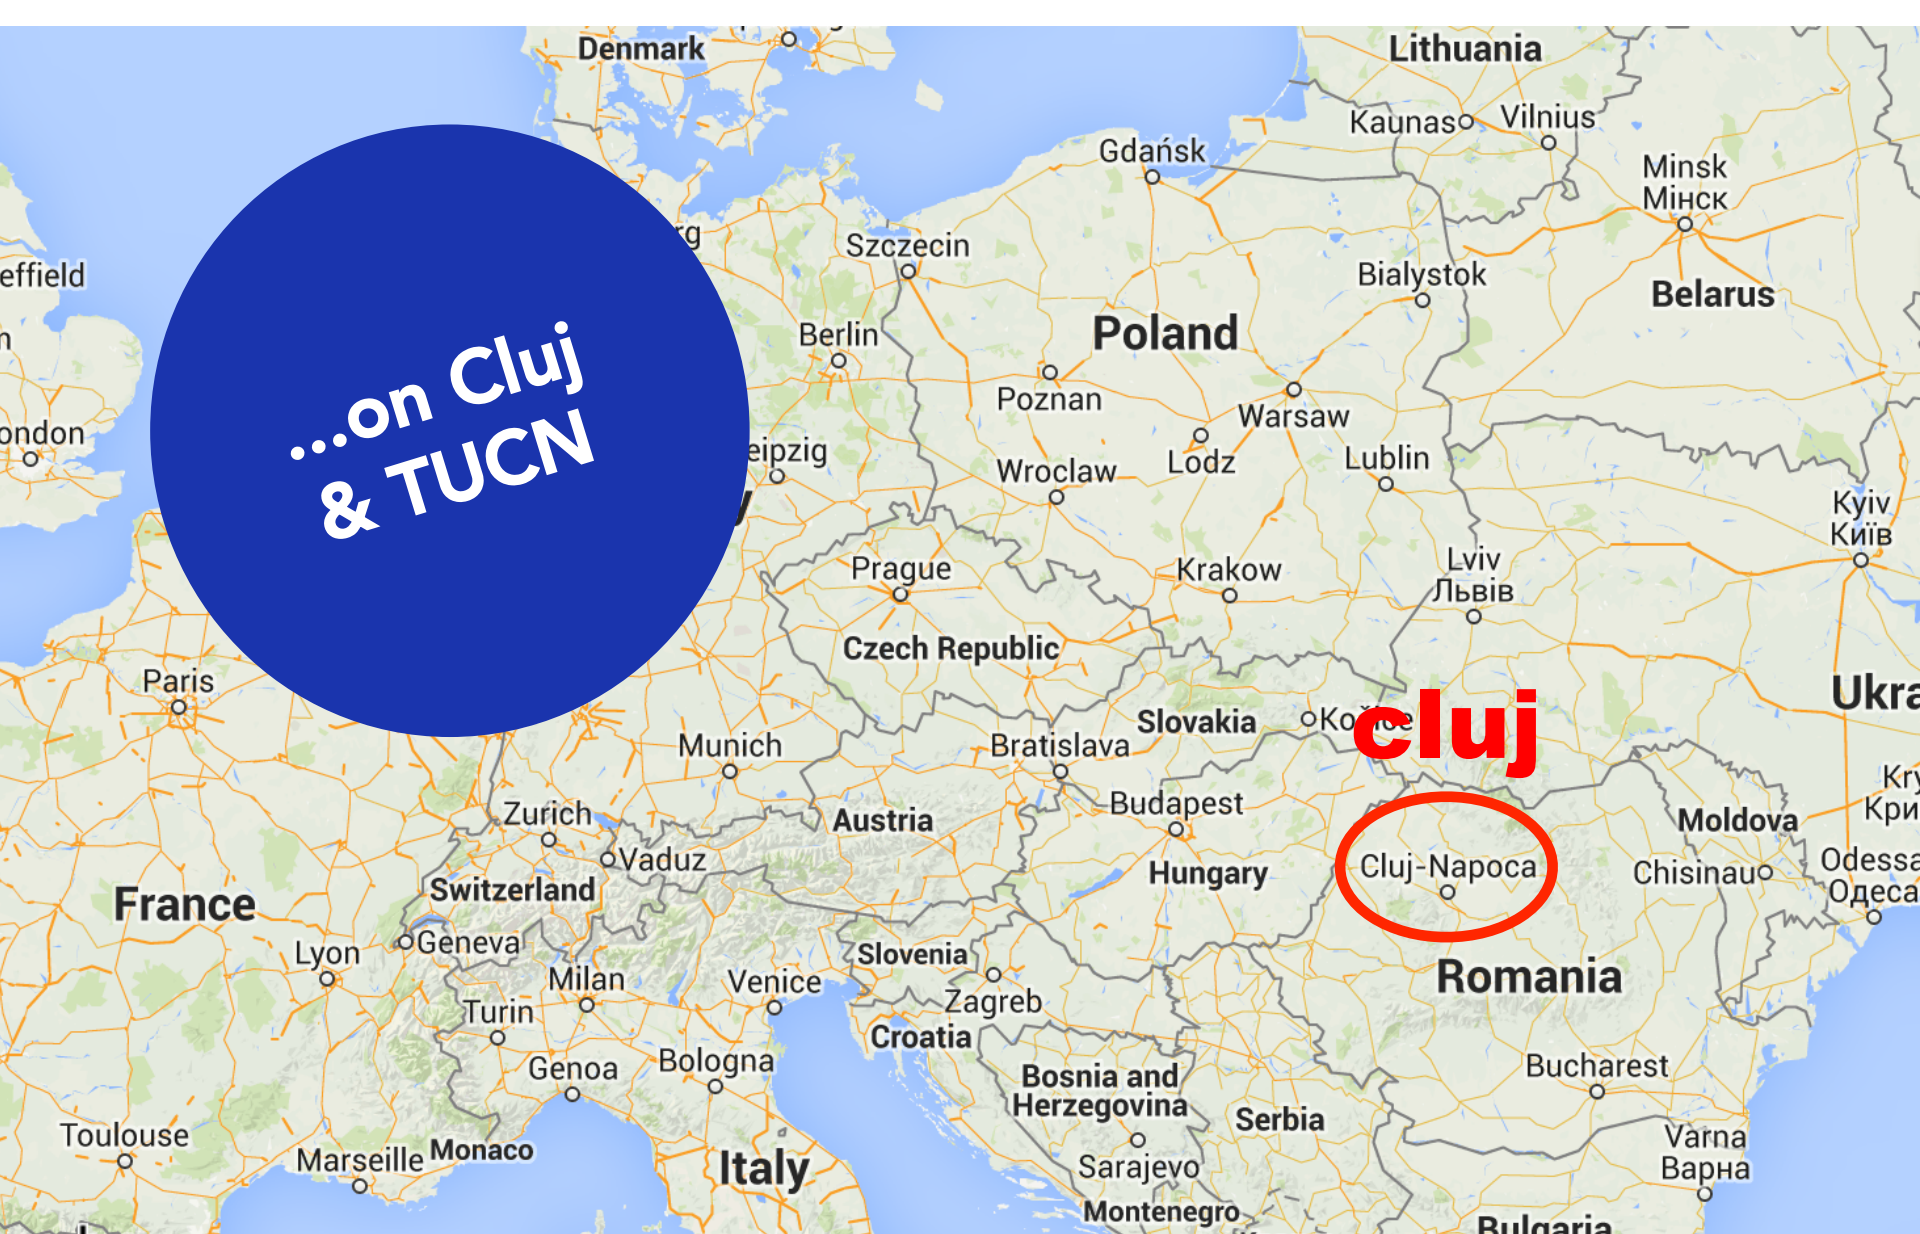 Denmark
Lithuania
Kaunas
Vilnius
Gdańsk
Minsk
Мінск
rg
Szczecin
effield
Bialystok
Belarus
Berlin
Poland
...on Cluj
& TUCN
Poznan
Warsaw
ondon
eipzig
Wroclaw
Lodz
Lublin
Kyiv
Київ
Prague
Krakow
Lviv
Львів
Czech Republic
Paris
Ukra
Slovakia
cluj
Munich
Bratislava
Kry
Кри
Zurich
Budapest
Austria
Moldova
Vaduz
Hungary
Cluj-Napoca
Chisinau
Odessa
Одеса
Switzerland
France
Geneva
Lyon
Slovenia
Milan
Venice
Romania
Zagreb
Turin
Croatia
Genoa
Bologna
Bosnia and
Herzegovina
Bucharest
Serbia
Toulouse
Marseille
Monaco
Italy
Sarajevo
Varna
Варна
Montenegro
Bulgaria